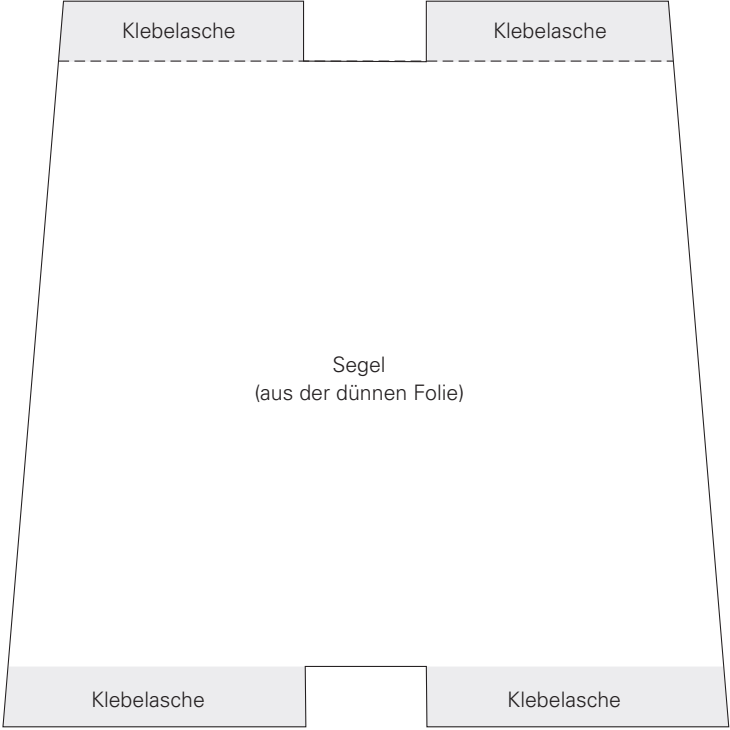 Klebelasche
Klebelasche
Segel
(aus der dünnen Folie)
Klebelasche
Klebelasche